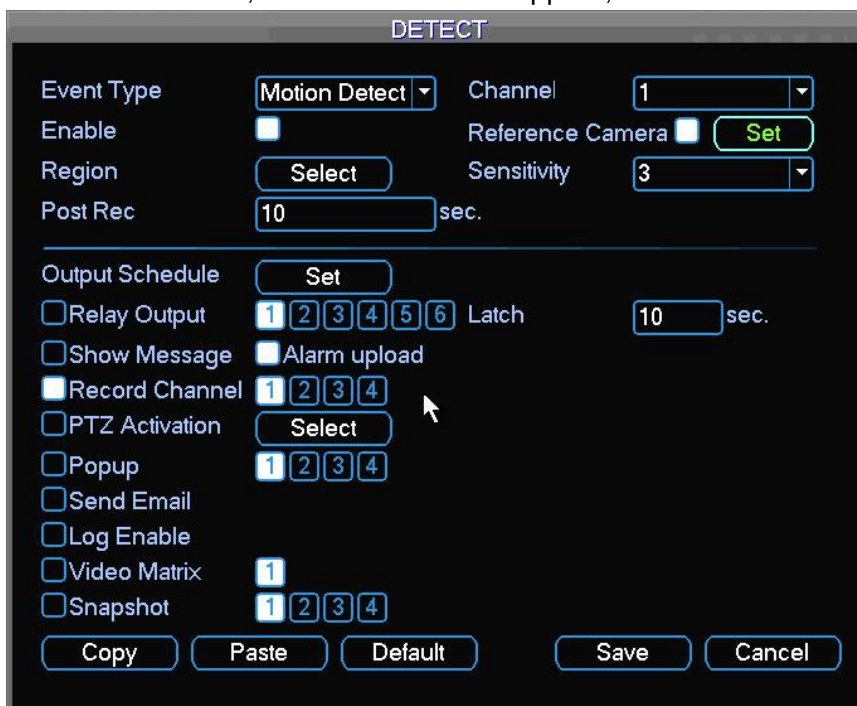 DETECT
Event Type Motion Detect Channel 1
Enable Reference Camera Set
Region Select Sensitivity 3
Post Rec 10 sec.
Output Schedule Set
Relay Output 1 2 3 4 5 6 Latch 10 sec.
Show Message Alarm upload
Record Channel 1 2 3 4
PTZ Activation Select
Popup 1 2 3 4
Send Email
Log Enable
Video Matrix 1
Snapshot 1 2 3 4
Copy Paste Default Save Cancel